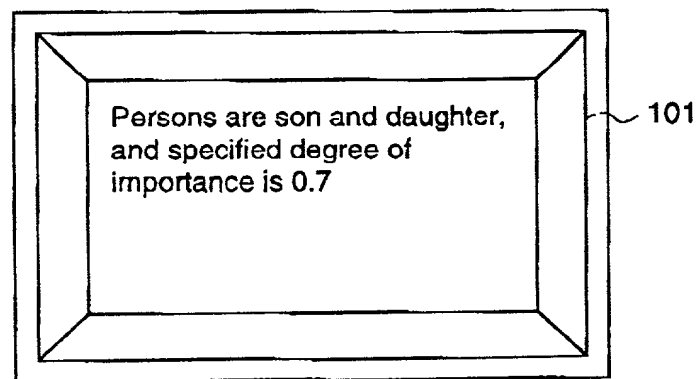 Persons are son and daughter,
and specified degree of
importance is 0.7
101